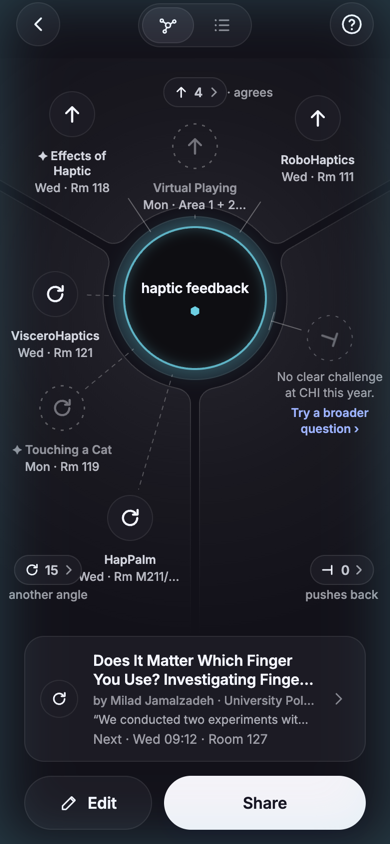 4 > · agrees
✦ Effects of
Haptic
Wed · Rm 118
Virtual Playing
Mon · Area 1 + 2...
RoboHaptics
Wed · Rm 111
haptic feedback
VisceroHaptics
Wed · Rm 121
No clear challenge
at CHI this year.
Try a broader
question ›
✦ Touching a Cat
Mon · Rm 119
HapPalm
Wed · Rm M211/...
15 >
another angle
0 >
pushes back
Does It Matter Which Finger
You Use? Investigating Finge...
by Milad Jamalzadeh · University Pol...
“We conducted two experiments wit...
Next · Wed 09:12 · Room 127
Edit
Share